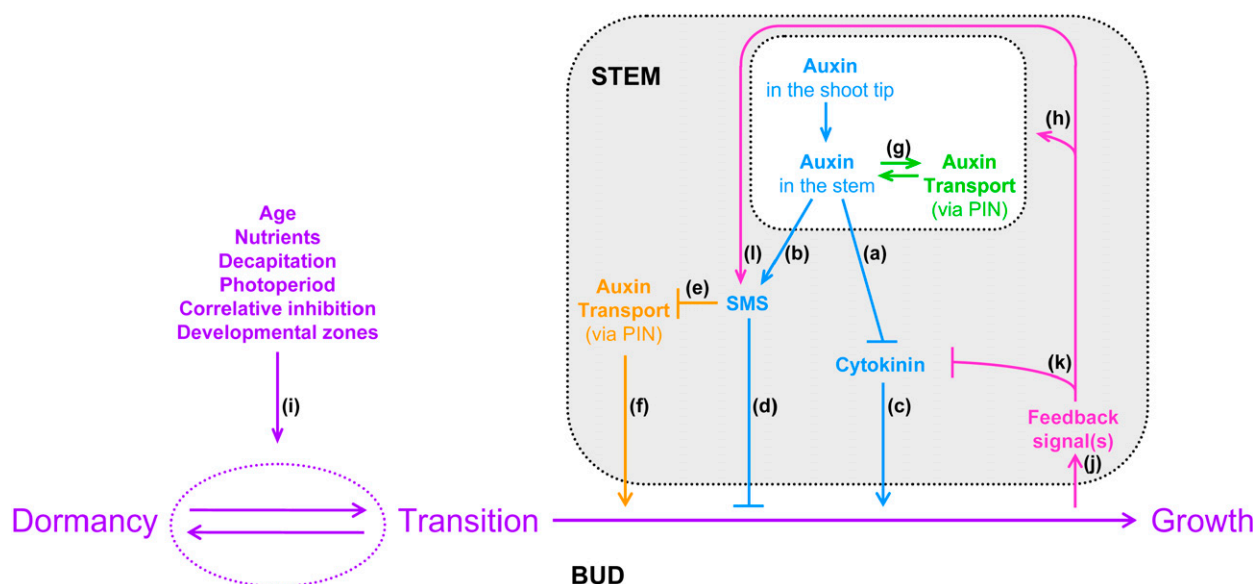 STEM
Auxin
in the shoot tip
(h)
Auxin
in the stem
(g)
Auxin
Transport
(via PIN)
Age
Nutrients
Decapitation
Photoperiod
Correlative inhibition
Developmental zones
(l)
(b)
(a)
Auxin
Transport
(via PIN)
(e)
SMS
Cytokinin
(k)
(i)
(f)
(d)
(c)
Feedback
signal(s)
(j)
Dormancy
Transition
Growth
BUD